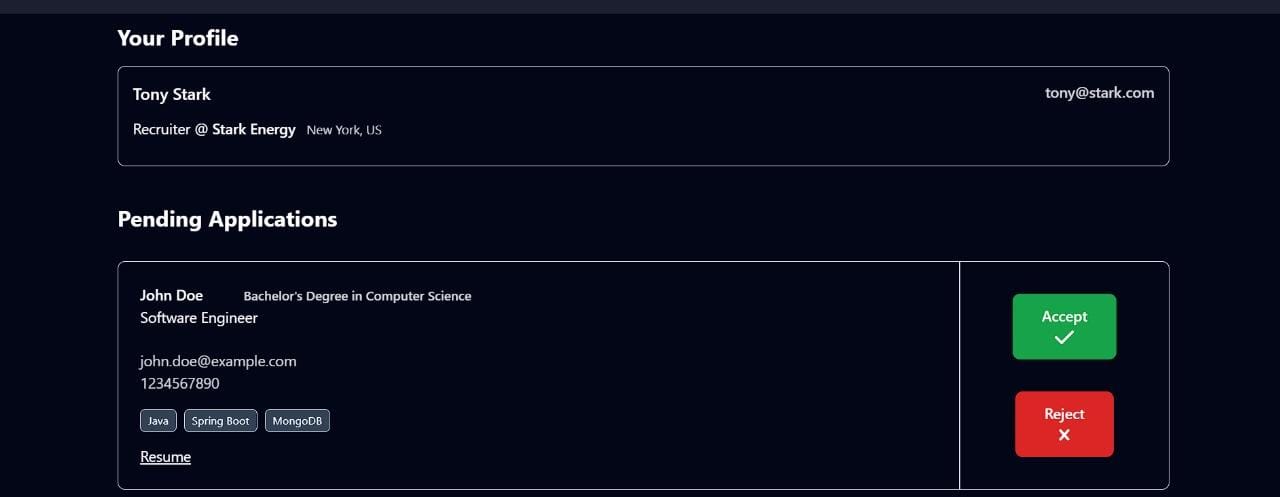 Your Profile
Tony Stark tony@stark.com
Recruiter @ Stark Energy New York, US
Pending Applications
John Doe Bachelor's Degree in Computer Science
Software Engineer
john.doe@example.com
1234567890
Java Spring Boot MongoDB
Resume
Accept
Reject